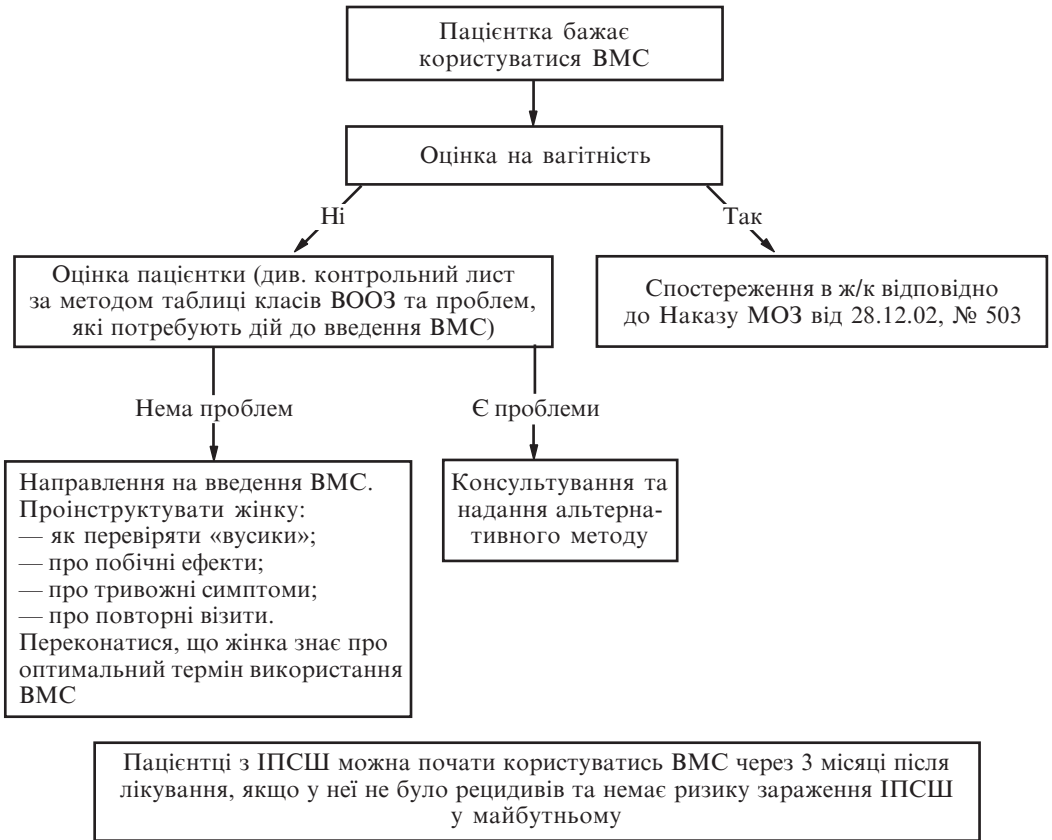 Пацієнтка бажає
користуватися ВМС
Оцінка на вагітність
Ні
Так
Оцінка пацієнтки (див. контрольний лист
за методом таблиці класів ВООЗ та проблем,
які потребують дій до введення ВМС)
Спостереження в ж/к відповідно
до Наказу МОЗ від 28.12.02, № 503
Нема проблем
Є проблеми
Направлення на введення ВМС.
Проінструктувати жінку:
— як перевіряти «вусики»;
— про побічні ефекти;
— про тривожні симптоми;
— про повторні візити.
Переконатися, що жінка знає про
оптимальний термін використання
ВМС
Консультування та
надання альтерна-
тивного методу
Пацієнтці з ІПСШ можна почати користуватись ВМС через 3 місяці після
лікування, якщо у неї не було рецидивів та немає ризику зараження ІПСШ
у майбутньому